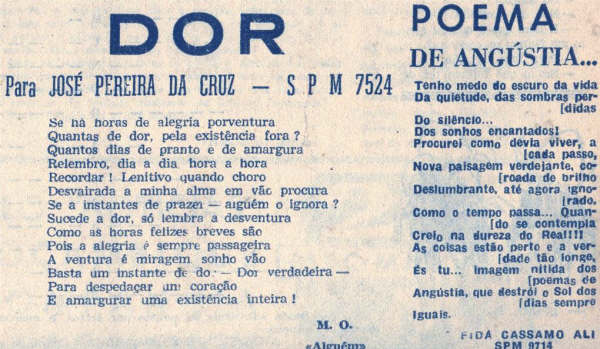 DOR
Para JOSÉ PEREIRA DA CRUZ — S P M 7524
Se há horas de alegria porventura
Quantas de dor, pela existência fora ?
Quantos dias de pranto e de amargura
Relembro, dia a dia hora a hora
Recordar ! Lenitivo quando choro
Desvairada a minha alma em vão procura
Se a instantes de prazei — alguém o ignora ?
Sucede a dor, só lembra a desventura
Como as horas felizes breves são
Pois a alegria é sempre passageira
A ventura é miragem sonho vão
Basta um instante de do. — Dor verdadeira —
Para despedaçar um coração
E amargurar uma existência inteira !
M. O.
«Alguém»
POEMA
DE ANGÚSTIA...
Tenho medo do escuro da vida
Da quietude, das sombras per-
[didas
Do silêncio...
Dos sonhos encantados!
Procurei como devia viver, a
[cada passo,
Nova paisagem verdejante, co-
[roada de brilho
Deslumbrante, até agora igno-
[rado.
Como o tempo passa... Quan-
[do se contempla
Creio na dureza do Real!!!!
As coisas estão perto e a ver-
[dade tão longe,
És tu... Imagem nítida dos
[poemas de
Angústia, que destrói o Sol dos
[dias sempre
Iguais.
FIDA CASSAMO ALI
SPM 9714